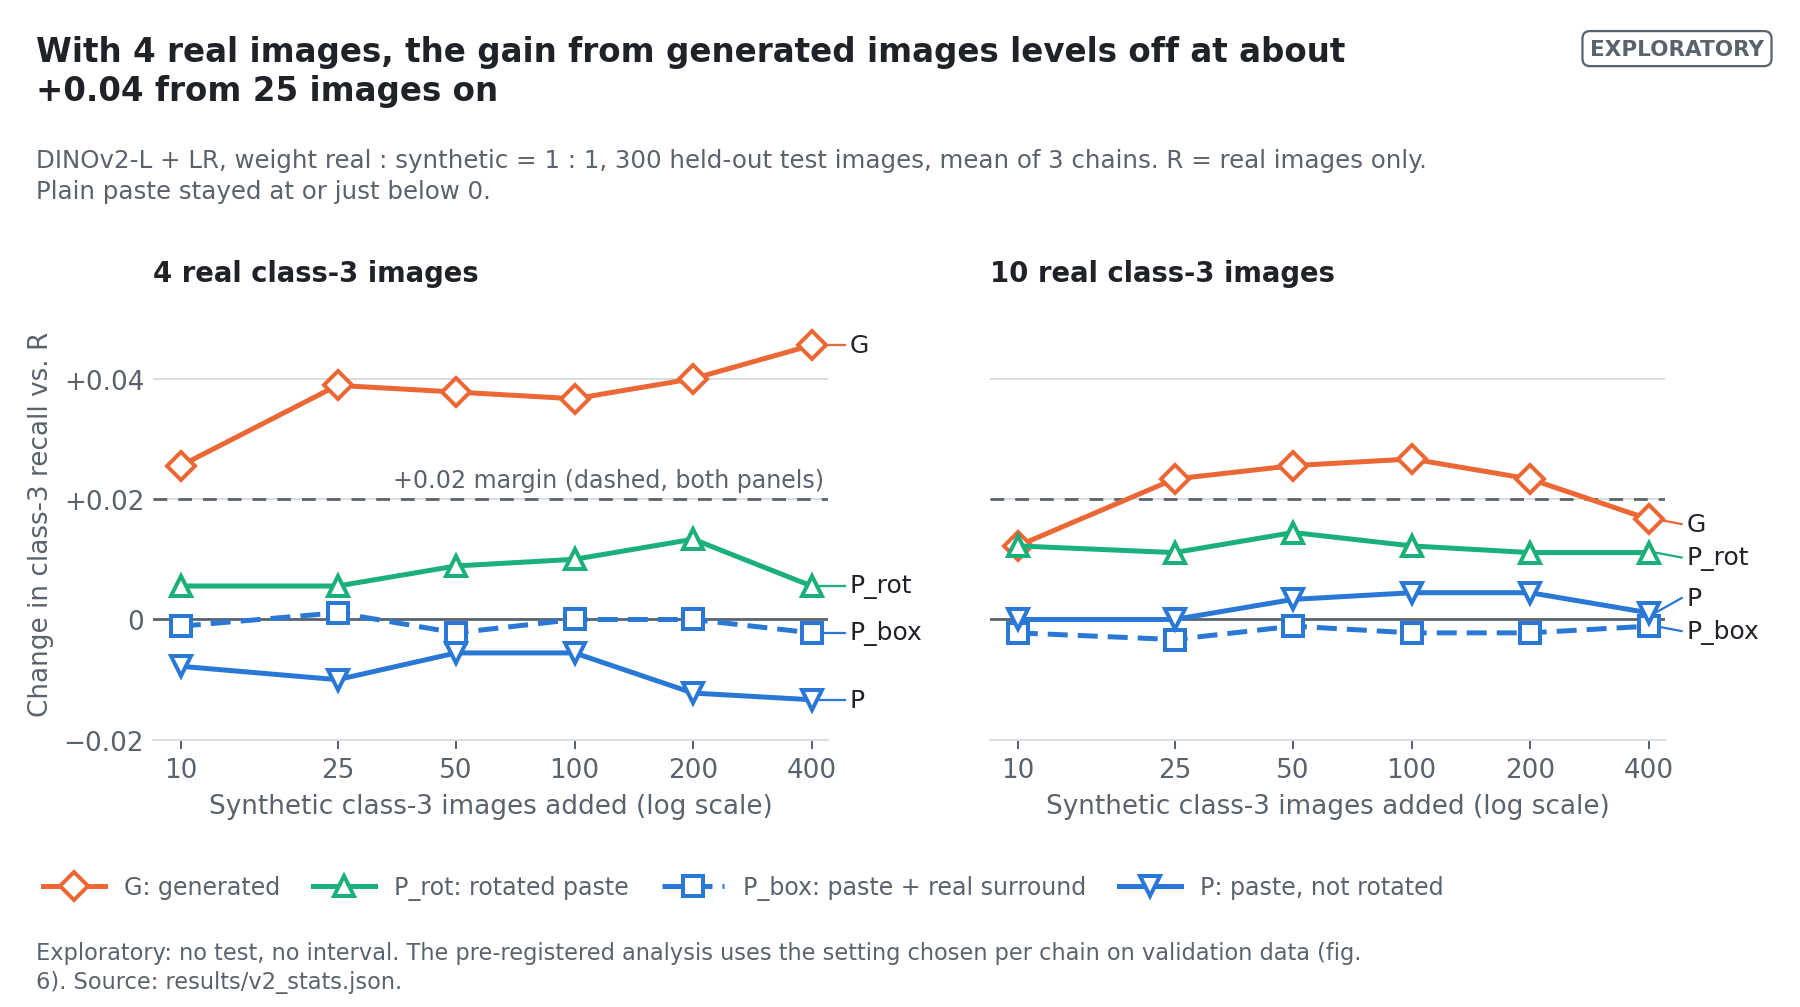 With 4 real images, the gain from generated images levels off at about
+0.04 from 25 images on
EXPLORATORY
DINOv2-L + LR, weight real : synthetic = 1 : 1, 300 held-out test images, mean of 3 chains. R = real images only.
Plain paste stayed at or just below 0.
4 real class-3 images
Change in class-3 recall vs. R
+0.04
+0.02
0
−0.02
+0.02 margin (dashed, both panels)
G
P_rot
P_box
P
10 25 50 100 200 400
Synthetic class-3 images added (log scale)
10 real class-3 images
G
P_rot
P
P_box
10 25 50 100 200 400
Synthetic class-3 images added (log scale)
G: generated P_rot: rotated paste P_box: paste + real surround P: paste, not rotated
Exploratory: no test, no interval. The pre-registered analysis uses the setting chosen per chain on validation data (fig.
6). Source: results/v2_stats.json.